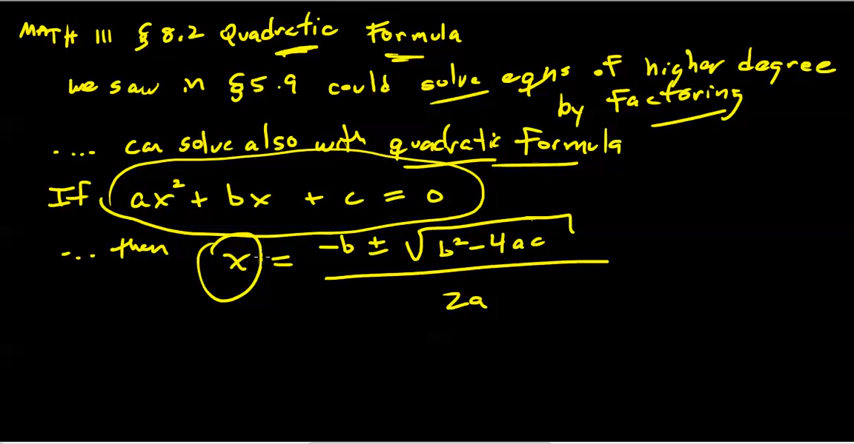 MATH 111 § 8.2 Quadratic Formula
we saw in § 5.9 could solve eqns of higher degree
by factoring
.... can solve also with quadratic formula
If ax² + bx + c = 0
... then x = -b ± √(b² - 4ac)
2a